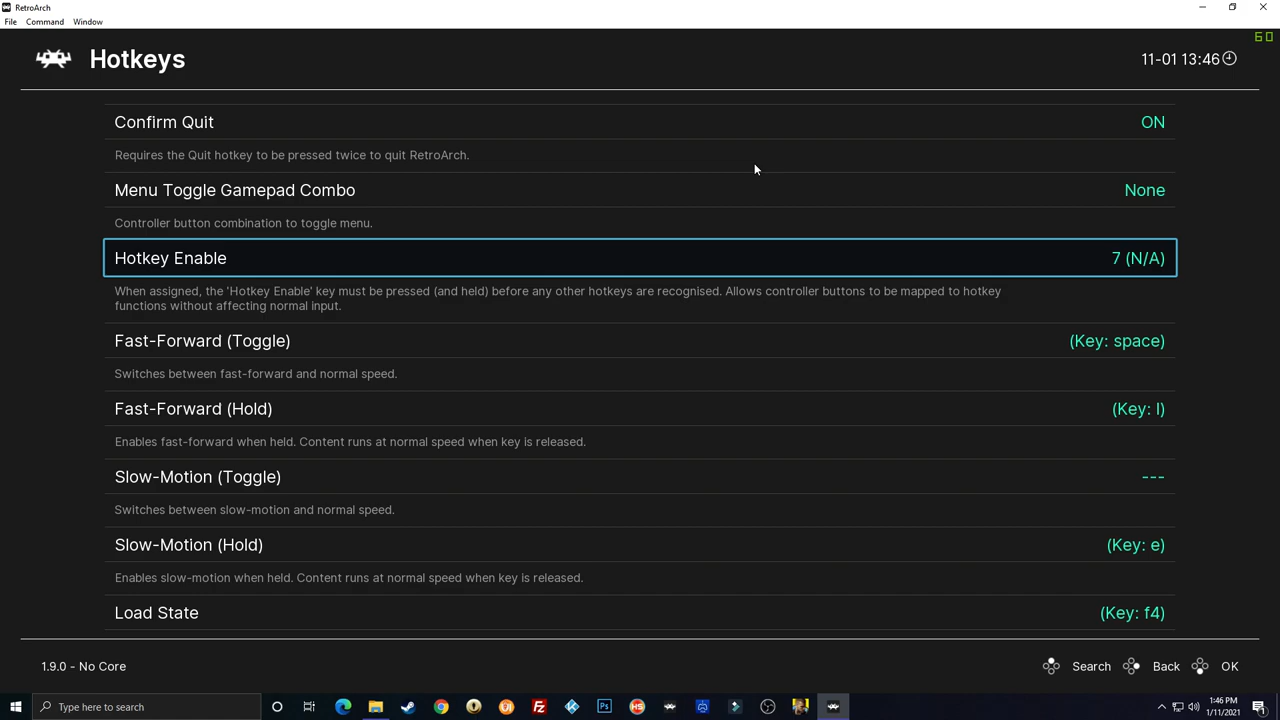 RetroArch
File Command Window
60
Hotkeys
11-01 13:46
Confirm Quit ON
Requires the Quit hotkey to be pressed twice to quit RetroArch.
Menu Toggle Gamepad Combo None
Controller button combination to toggle menu.
Hotkey Enable 7 (N/A)
When assigned, the 'Hotkey Enable' key must be pressed (and held) before any other hotkeys are recognised. Allows controller buttons to be mapped to hotkey
functions without affecting normal input.
Fast-Forward (Toggle) (Key: space)
Switches between fast-forward and normal speed.
Fast-Forward (Hold) (Key: l)
Enables fast-forward when held. Content runs at normal speed when key is released.
Slow-Motion (Toggle) ---
Switches between slow-motion and normal speed.
Slow-Motion (Hold) (Key: e)
Enables slow-motion when held. Content runs at normal speed when key is released.
Load State (Key: f4)
1.9.0 - No Core Search Back OK
Type here to search Ps HS Fz 1:46 PM
1/11/2021